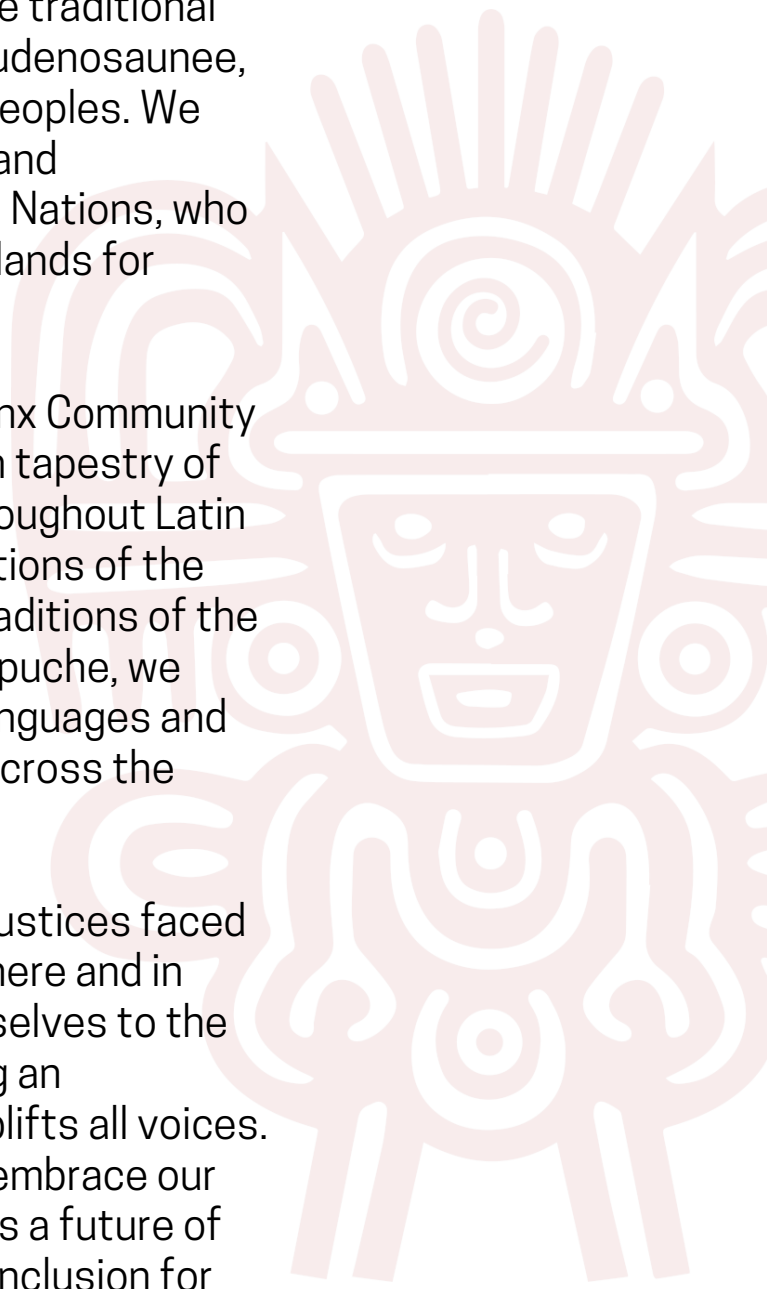 e traditional
udenosaunee,
eoples. We
and
Nations, who
lands for
nx Community
n tapestry of
oughout Latin
tions of the
aditions of the
puche, we
nguages and
cross the
ustices faced
here and in
selves to the
g an
plifts all voices.
embrace our
s a future of
nclusion for